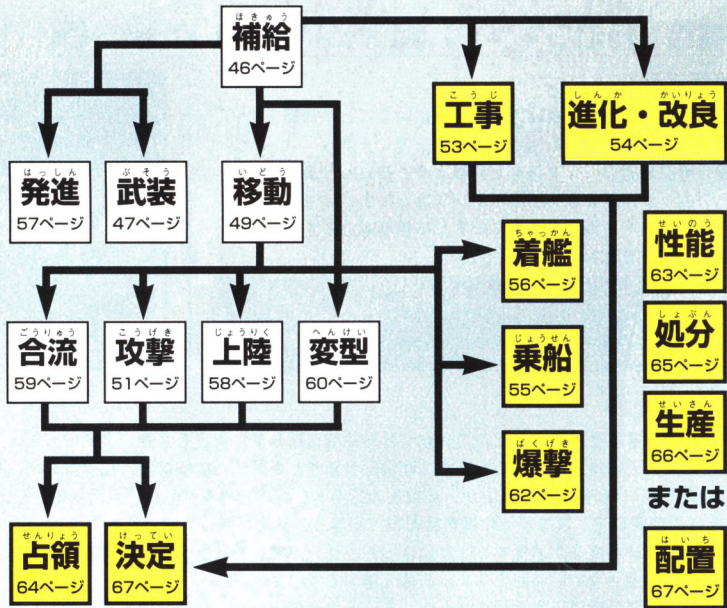 ほきゅう
補給
46ページ
こうじ
工事
53ページ
しんか かいりょう
進化・改良
54ページ
はっしん
発進
57ページ
ぶそう
武装
47ページ
いどう
移動
49ページ
ちゃっかん
着艦
56ページ
せいのう
性能
63ページ
ごうりゅう
合流
59ページ
こうげき
攻撃
51ページ
じょうりく
上陸
58ページ
へんけい
変型
60ページ
じょうせん
乗船
55ページ
しょぶん
処分
65ページ
せいさん
生産
66ページ
ばくげき
爆撃
62ページ
または
せんりょう
占領
64ページ
けってい
決定
67ページ
はいち
配置
67ページ